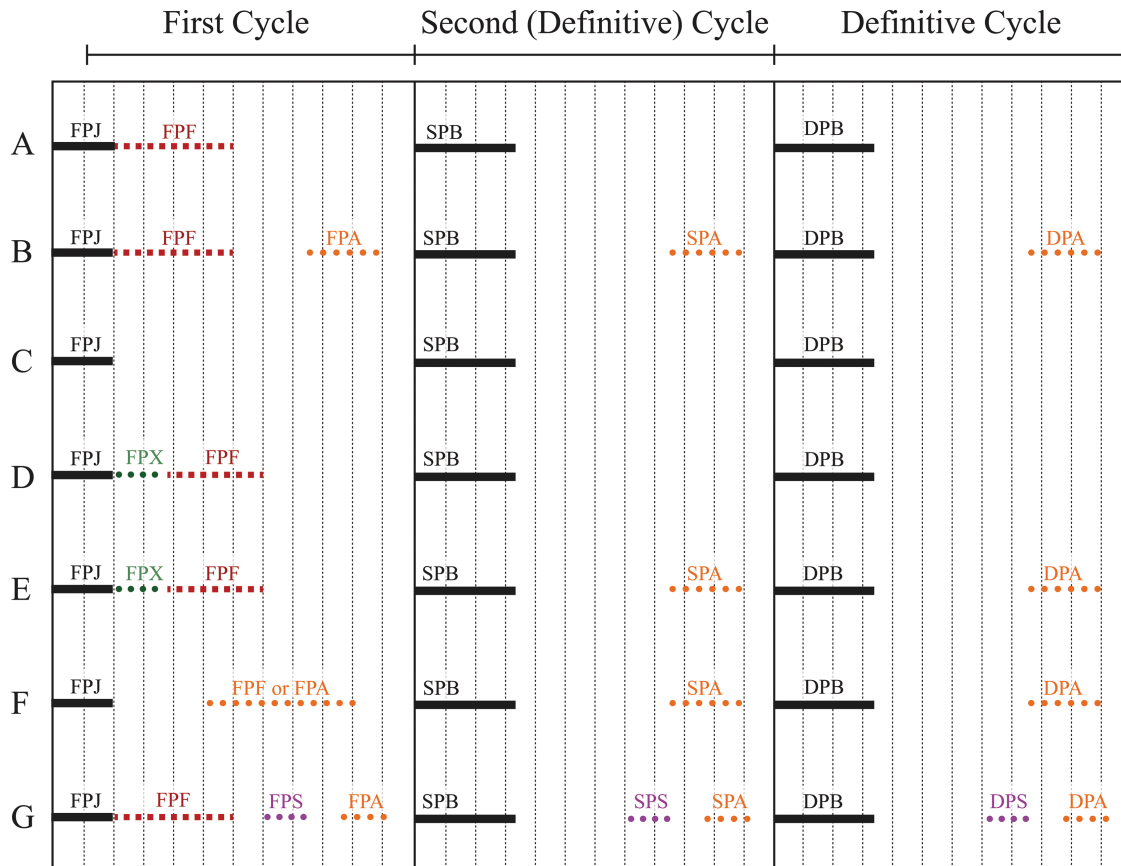 First Cycle Second (Definitive) Cycle Definitive Cycle
A FPJ FPF SPB DPB
B FPJ FPF FPA SPB SPA DPB DPA
C FPJ SPB DPB
D FPJ FPX FPF SPB DPB
E FPJ FPX FPF SPB SPA DPB DPA
F FPJ FPF or FPA SPB SPA DPB DPA
G FPJ FPF FPS FPA SPB SPS SPA DPB DPS DPA